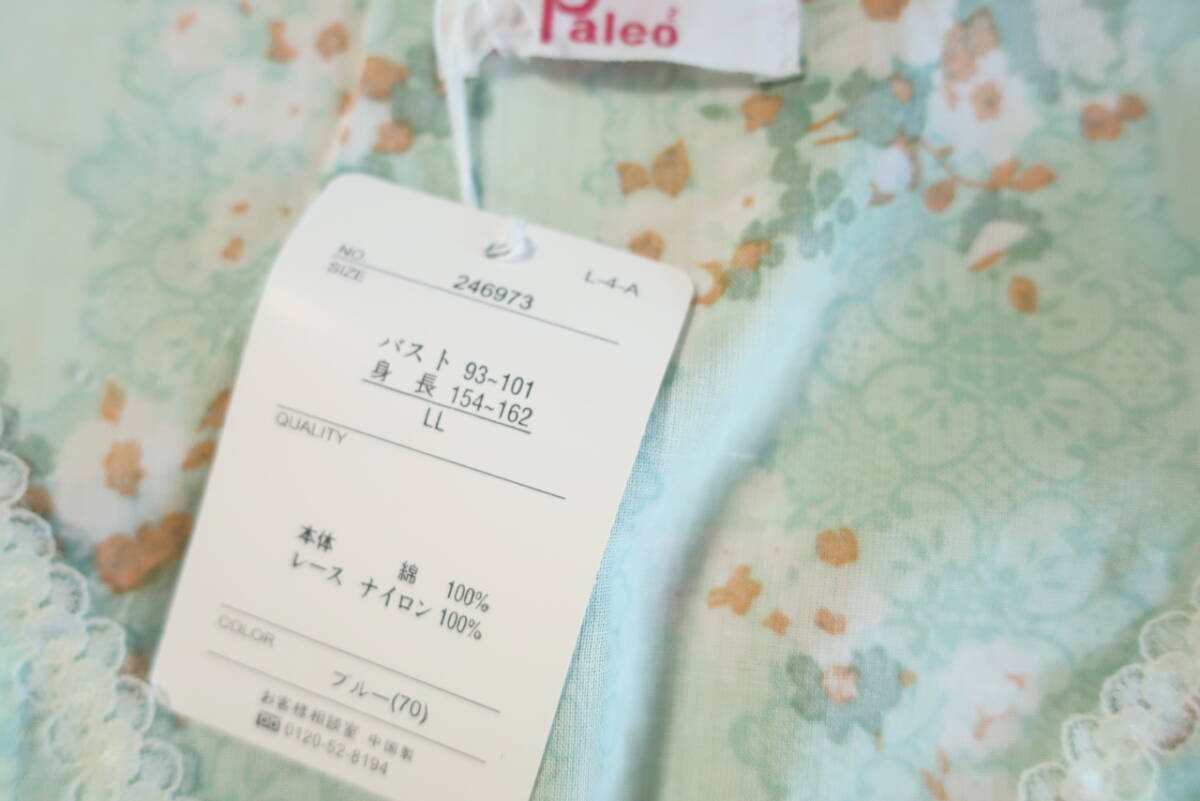 Paleo
L-4-A
NO. 246973
SIZE
バスト 93~101
身長 154~162
LL
QUALITY
本体 綿 100%
レース ナイロン 100%
COLOR
ブルー(70)
お客様相談室 中国製
0120-52-8194